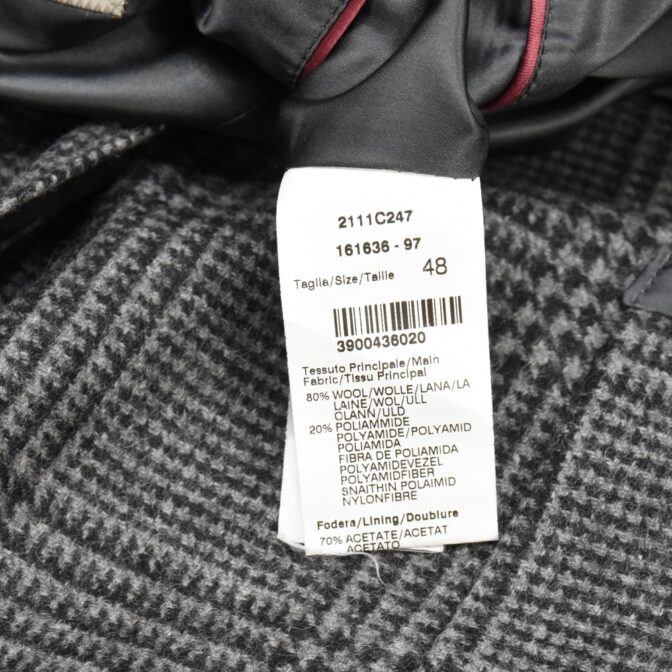 2111C247
161636 - 97
Taglia/Size/Taille 48
3900436020
Tessuto Principale/Main
Fabric/Tissu Principal
80% WOOL/WOLLE/LANA/LA
LAINE/WOL/ULL
OLANN/ULD
20% POLIAMMIDE
POLYAMIDE/POLYAMID
POLIAMIDA
FIBRA DE POLIAMIDA
POLYAMIDEVEZEL
POLYAMIDFIBER
SNAITHIN POLAIMID
NYLONFIBRE
Fodera/Lining/Doublure
70% ACETATE/ACETAT
ACETATO